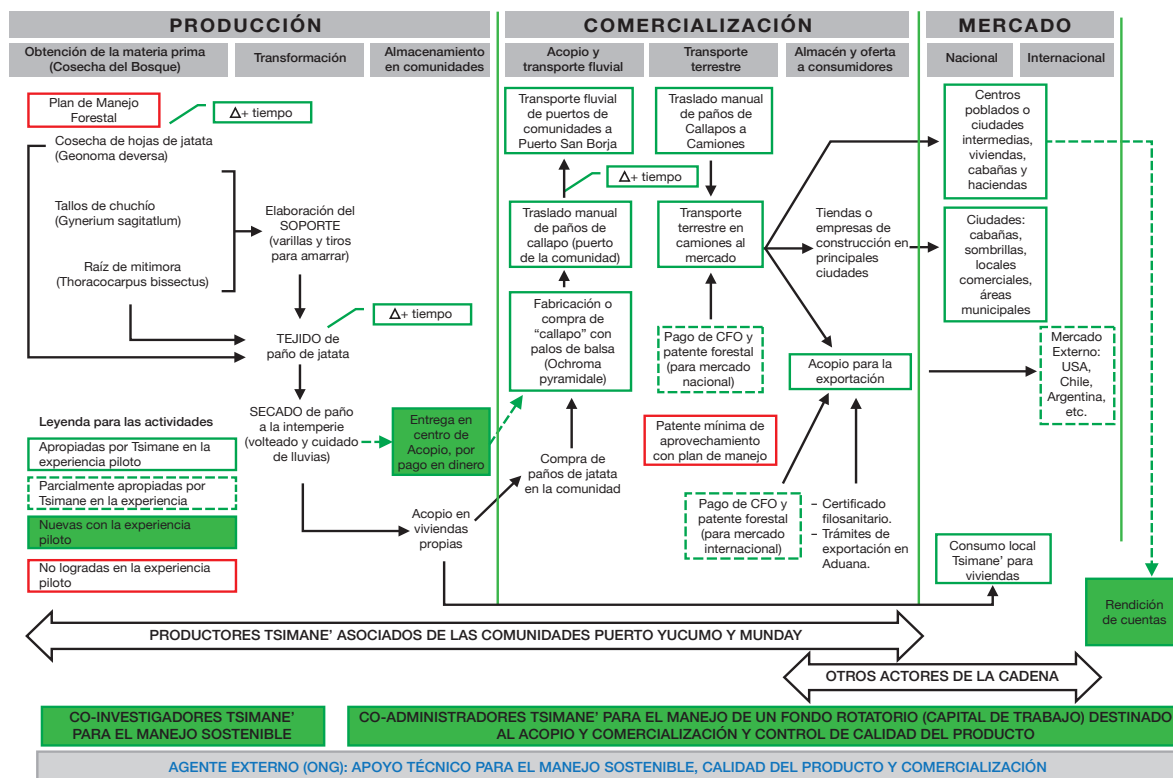 PRODUCCIÓN
COMERCIALIZACIÓN
MERCADO
Obtención de la materia prima
(Cosecha del Bosque)
Transformación
Almacenamiento
en comunidades
Acopio y
transporte fluvial
Transporte
terrestre
Almacén y oferta
a consumidores
Nacional
Internacional
Plan de Manejo
Forestal
Δ+ tiempo
Cosecha de hojas de jatata
(Geonoma deversa)
Tallos de chuchío
(Gynerium sagitatlum)
Raíz de mitimora
(Thoracocarpus bissectus)
Elaboración del
SOPORTE
(varillas y tiros
para amarrar)
Δ+ tiempo
TEJIDO de
paño de jatata
SECADO de paño
a la intemperie
(volteado y cuidado
de lluvias)
Entrega en
centro de
Acopio, por
pago en dinero
Acopio en
viviendas
propias
Transporte fluvial
de puertos de
comunidades a
Puerto San Borja
Δ+ tiempo
Traslado manual
de paños de
callapo (puerto
de la comunidad)
Fabricación o
compra de
“callapo” con
palos de balsa
(Ochroma
pyramidale)
Compra de
paños de jatata
en la comunidad
Traslado manual
de paños de
Callapos a
Camiones
Transporte
terrestre en
camiones al
mercado
Pago de CFO y
patente forestal
(para mercado
nacional)
Patente mínima de
aprovechamiento
con plan de manejo
Pago de CFO y
patente forestal
(para mercado
internacional)
Tiendas o
empresas de
construcción en
principales
ciudades
Acopio para la
exportación
– Certificado
filosanitario.
– Trámites de
exportación en
Aduana.
Centros
poblados o
ciudades
intermedias,
viviendas,
cabañas y
haciendas
Ciudades:
cabañas,
sombrillas,
locales
comerciales,
áreas
municipales
Mercado
Externo:
USA,
Chile,
Argentina,
etc.
Consumo local
Tsimane’ para
viviendas
Rendición
de cuentas
Leyenda para las actividades
Apropiadas por Tsimane en la
experiencia piloto
Parcialmente apropiadas por
Tsimane en la experiencia
Nuevas con la experiencia
piloto
No logradas en la experiencia
piloto
PRODUCTORES TSIMANE’ ASOCIADOS DE LAS COMUNIDADES PUERTO YUCUMO Y MUNDAY
OTROS ACTORES DE LA CADENA
CO-INVESTIGADORES TSIMANE’
PARA EL MANEJO SOSTENIBLE
CO-ADMINISTRADORES TSIMANE’ PARA EL MANEJO DE UN FONDO ROTATORIO (CAPITAL DE TRABAJO) DESTINADO
AL ACOPIO Y COMERCIALIZACIÓN Y CONTROL DE CALIDAD DEL PRODUCTO
AGENTE EXTERNO (ONG): APOYO TÉCNICO PARA EL MANEJO SOSTENIBLE, CALIDAD DEL PRODUCTO Y COMERCIALIZACIÓN